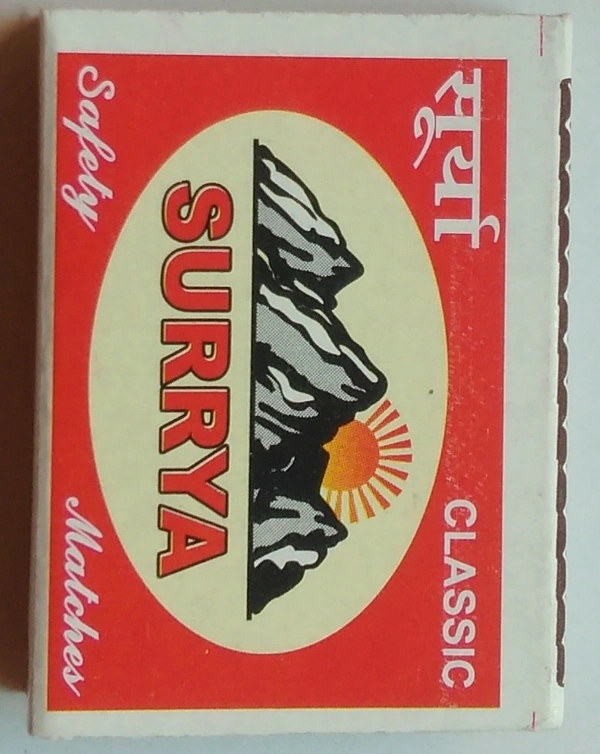 सूर्या CLASSIC
SURRYA
Safety Matches